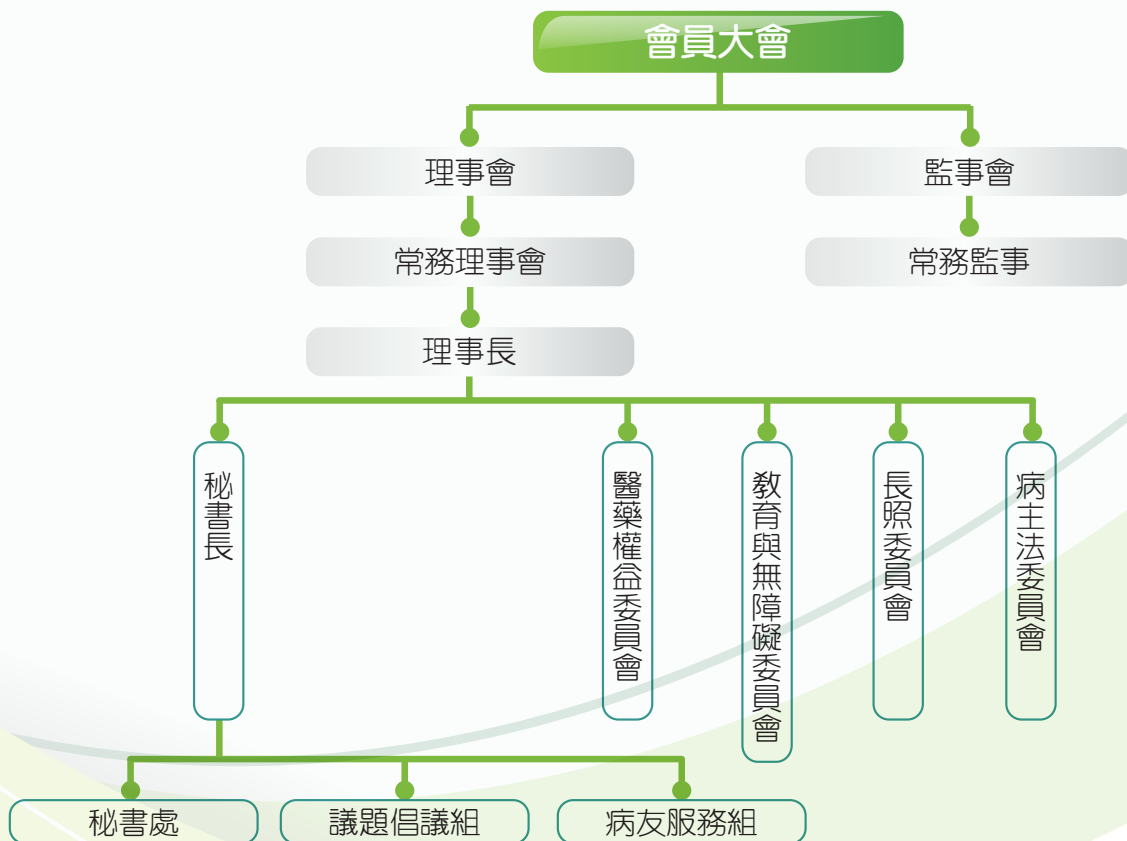 會員大會
理事會
監事會
常務理事會
常務監事
理事長
秘書長
醫藥權益委員會
教育與無障礙委員會
長照委員會
病主法委員會
秘書處
議題倡議組
病友服務組